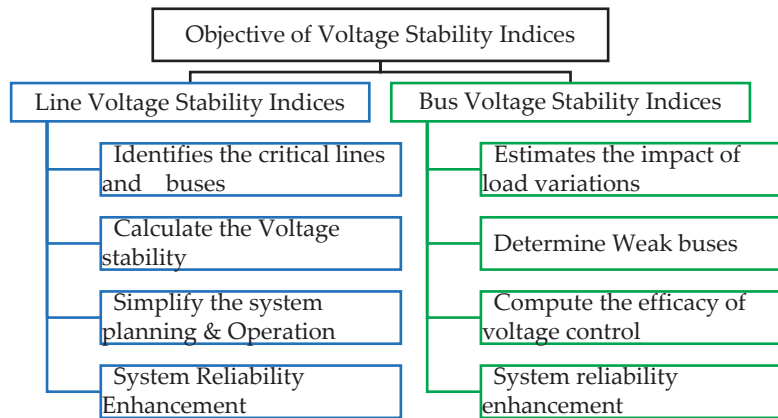 Objective of Voltage Stability Indices
Line Voltage Stability Indices
Identifies the critical lines
and buses
Calculate the Voltage
stability
Simplify the system
planning & Operation
System Reliability
Enhancement
Bus Voltage Stability Indices
Estimates the impact of
load variations
Determine Weak buses
Compute the efficacy of
voltage control
System reliability
enhancement